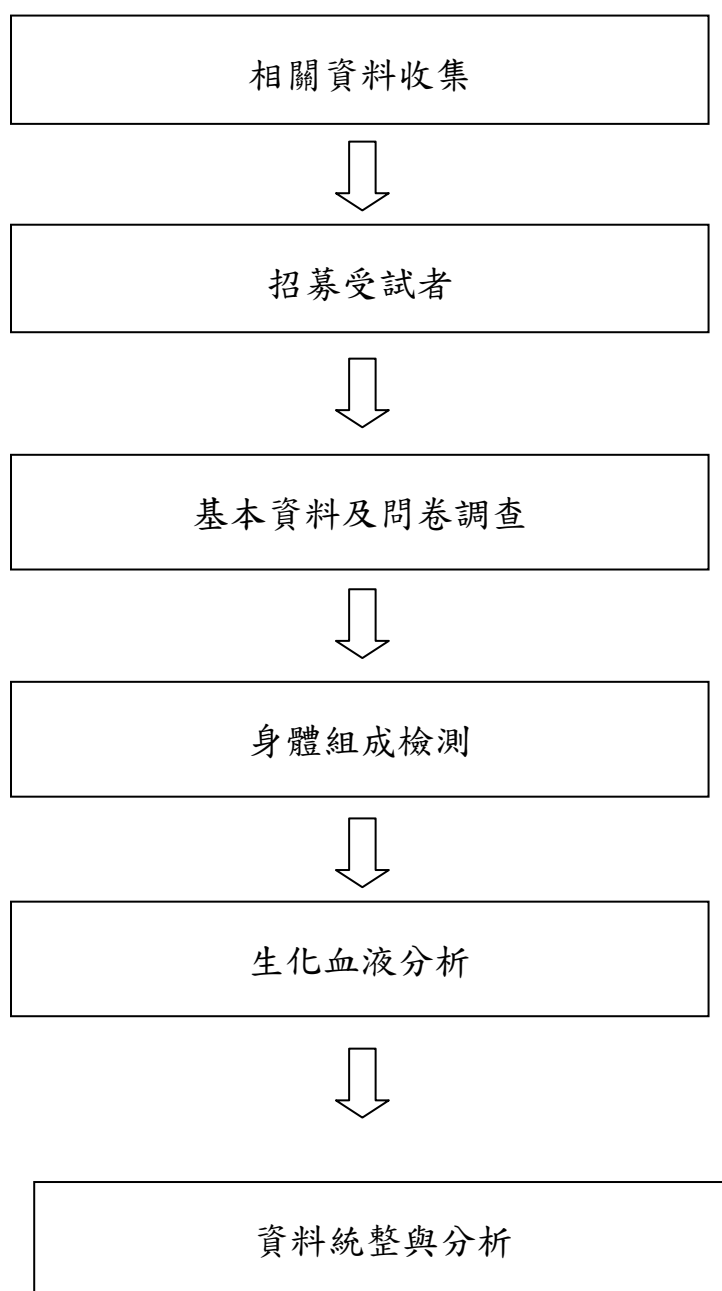 相關資料收集
招募受試者
基本資料及問卷調查
身體組成檢測
生化血液分析
資料統整與分析